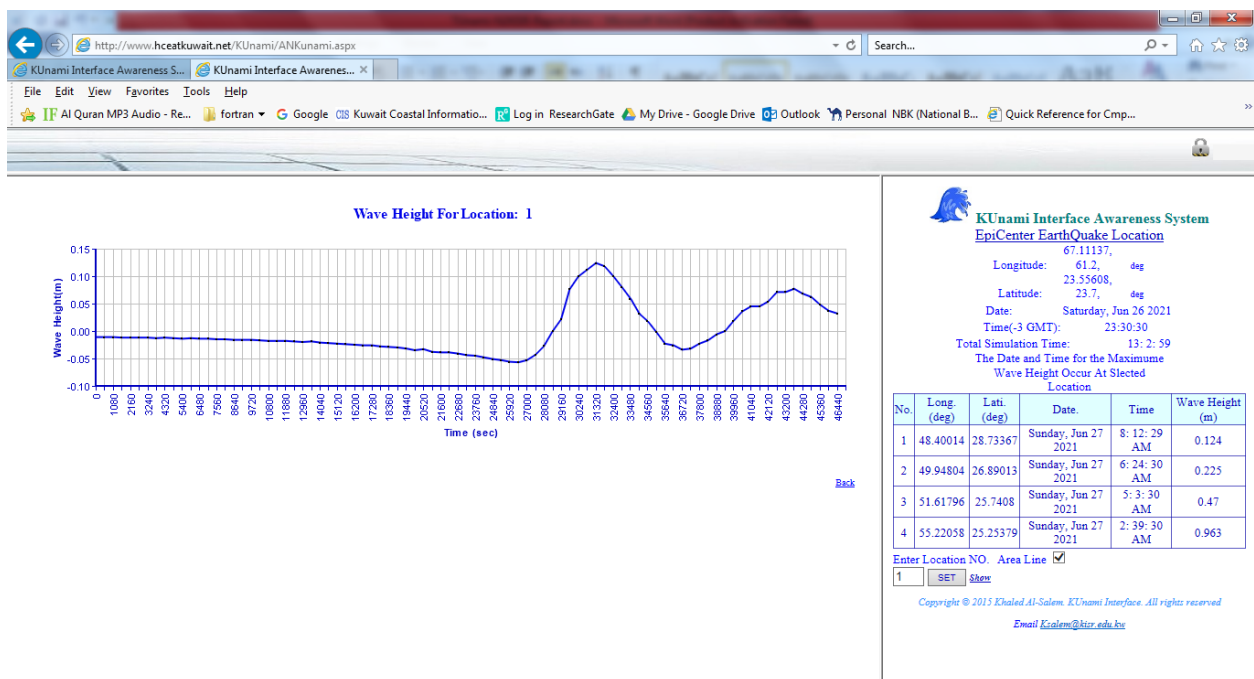 http://www.hceatkuwait.net/KUnami/ANKunami.aspx
Search...
KUnami Interface Awareness S...
KUnami Interface Awarenes... ×
File Edit View Favorites Tools Help
Al Quran MP3 Audio - Re... fortran Google CIS Kuwait Coastal Informatio... Log in ResearchGate My Drive - Google Drive Outlook Personal NBK (National B... Quick Reference for Cmp... »
Wave Height For Location: 1
0.15
0.10
0.05
0.00
-0.05
-0.10
Wave Height(m)
0 1080 2160 3240 4320 5400 6480 7560 8640 9720 10800 11880 12960 14040 15120 16200 17280 18360 19440 20520 21600 22680 23760 24840 25920 27000 28080 29160 30240 31320 32400 33480 34560 35640 36720 37800 38880 39960 41040 42120 43200 44280 45360 46440
Time (sec)
Back
KUnami Interface Awareness System
EpiCenter EarthQuake Location
67.11137,
Longitude: 61.2, deg
23.55608,
Latitude: 23.7, deg
Date: Saturday, Jun 26 2021
Time(-3 GMT): 23:30:30
Total Simulation Time: 13: 2: 59
The Date and Time for the Maximume
Wave Height Occur At Slected
Location
No. Long. (deg) Lati. (deg) Date. Time Wave Height (m)
1 48.40014 28.73367 Sunday, Jun 27 2021 8: 12: 29 AM 0.124
2 49.94804 26.89013 Sunday, Jun 27 2021 6: 24: 30 AM 0.225
3 51.61796 25.7408 Sunday, Jun 27 2021 5: 3: 30 AM 0.47
4 55.22058 25.25379 Sunday, Jun 27 2021 2: 39: 30 AM 0.963
Enter Location NO. Area Line
1 SET Show
Copyright © 2015 Khaled Al-Salem. KUnami Interface. All rights reserved
Email Ksalem@kisr.edu.kw